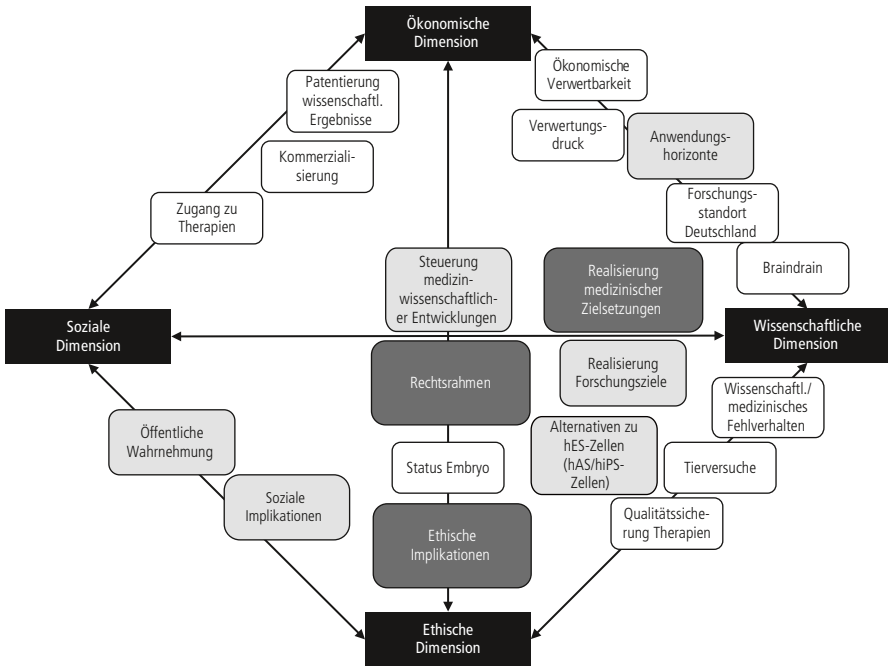 Ökonomische
Dimension
Ökonomische
Verwertbarkeit
Patentierung
wissenschaftl.
Ergebnisse
Verwertungs-
druck
Anwendungs-
horizonte
Kommerziali-
sierung
Zugang zu
Therapien
Forschungs-
standort
Deutschland
Braindrain
Steuerung
medizin-
wissenschaftlich-
er Entwicklungen
Realisierung
medizinischer
Zielsetzungen
Soziale
Dimension
Wissenschaftliche
Dimension
Rechtsrahmen
Realisierung
Forschungsziele
Wissenschaftl./
medizinisches
Fehlverhalten
Öffentliche
Wahrnehmung
Status Embryo
Alternativen zu
hES-Zellen
(hAS/hiPS-
Zellen)
Tierversuche
Soziale
Implikationen
Qualitätssiche-
rung Therapien
Ethische
Implikationen
Ethische
Dimension